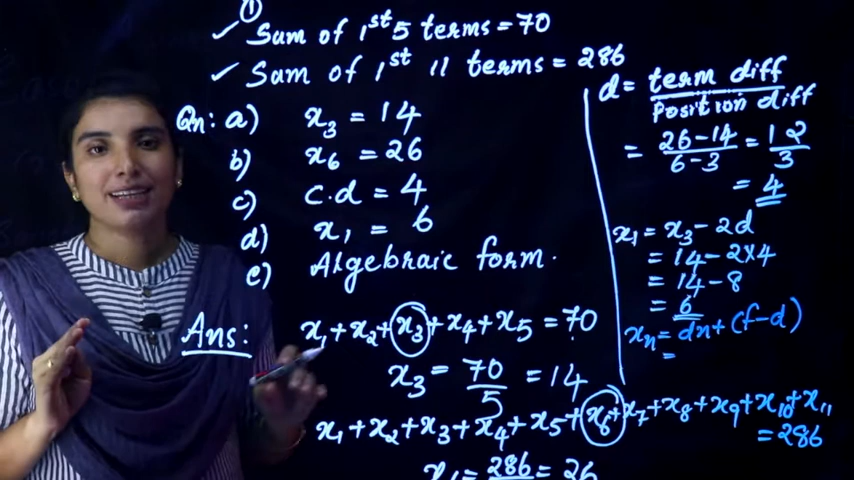 ①
✓ Sum of 1st 5 terms = 70
✓ Sum of 1st 11 terms = 286
Qn: a) x₃ = 14
b) x₆ = 26
c) c.d = 4
d) x₁ = 6
e) Algebraic form.
Ans: x₁+x₂+x₃+x₄+x₅ = 70
x₃ = 70/5 = 14
x₁+x₂+x₃+x₄+x₅+x₆+x₇+x₈+x₉+x₁₀+x₁₁
= 286
286 = 26
d = term diff / Position diff
= 26-14 / 6-3 = 12/3
= 4
x₁ = x₃ - 2d
= 14 - 2×4
= 14 - 8
= 6
xₙ = dn + (f-d)
=